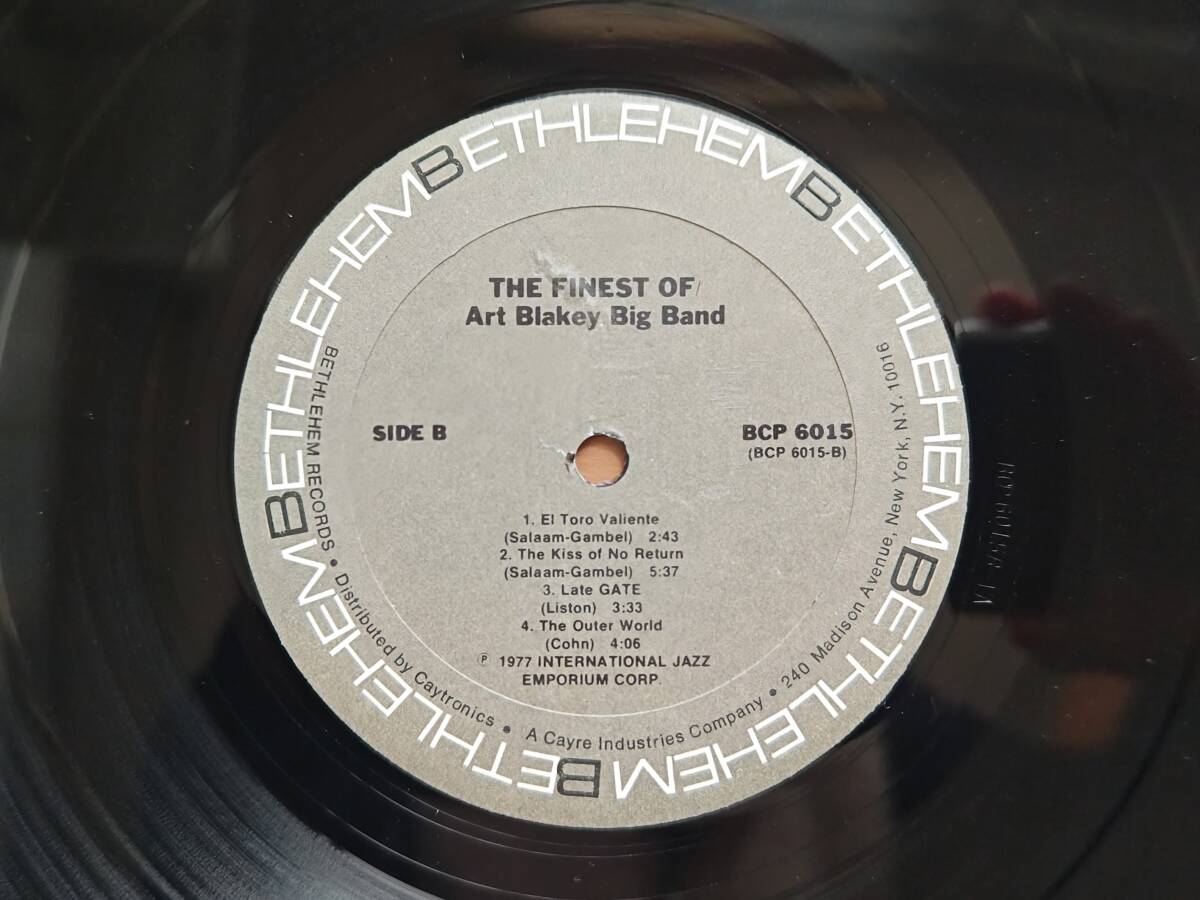 BETHLEHEM BETHLEHEM BETHLEHEM BETHLEHEM BETHLEHEM BETHLEHEM
THE FINEST OF
Art Blakey Big Band
SIDE B
BCP 6015
(BCP 6015-B)
1. El Toro Valiente
(Salaam-Gambel) 2:43
2. The Kiss of No Return
(Salaam-Gambel) 5:37
3. Late GATE
(Liston) 3:33
4. The Outer World
(Cohn) 4:06
℗ 1977 INTERNATIONAL JAZZ
EMPORIUM CORP.
BETHLEHEM RECORDS • Distributed by Caytronics • A Cayre Industries Company • 240 Madison Avenue, New York, N.Y. 10016